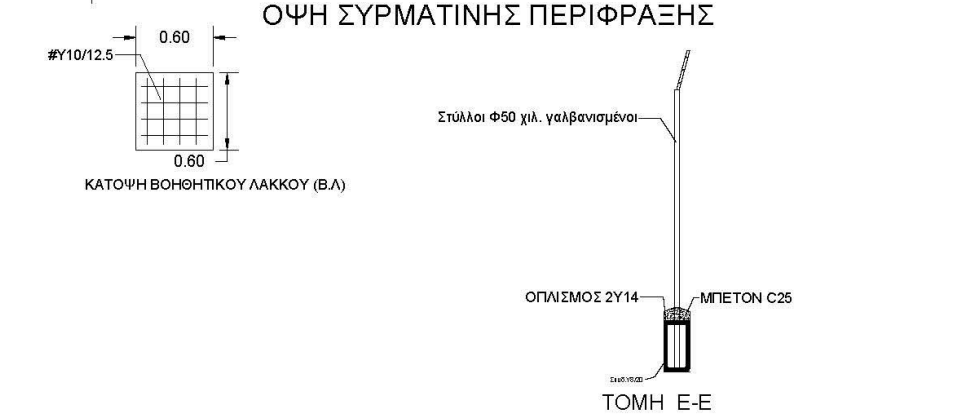 ΟΨΗ ΣΥΡΜΑΤΙΝΗΣ ΠΕΡΙΦΡΑΞΗΣ
0.60
#Y10/12.5
0.60
ΚΑΤΟΨΗ ΒΟΗΘΗΤΙΚΟΥ ΛΑΚΚΟΥ (Β.Λ)
Στύλλοι Φ50 χιλ. γαλβανισμένοι
ΟΠΛΙΣΜΟΣ 2Υ14
ΜΠΕΤΟΝ C25
ΤΟΜΗ Ε-Ε